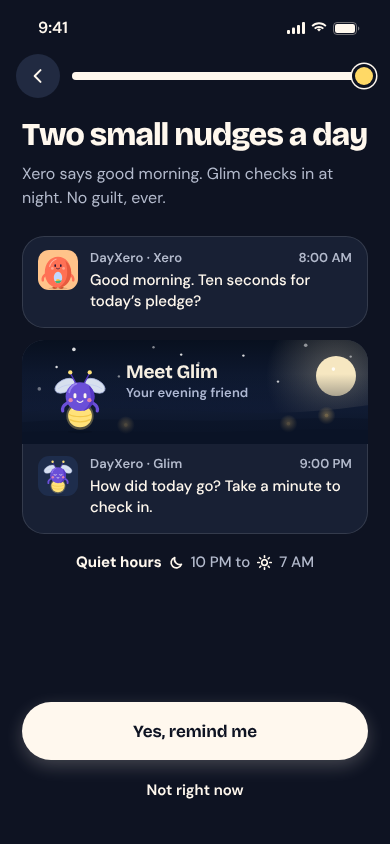 9:41
Two small nudges a day
Xero says good morning. Glim checks in at
night. No guilt, ever.
DayXero · Xero 8:00 AM
Good morning. Ten seconds for
today’s pledge?
Meet Glim
Your evening friend
DayXero · Glim 9:00 PM
How did today go? Take a minute to
check in.
Quiet hours 10 PM to 7 AM
Yes, remind me
Not right now